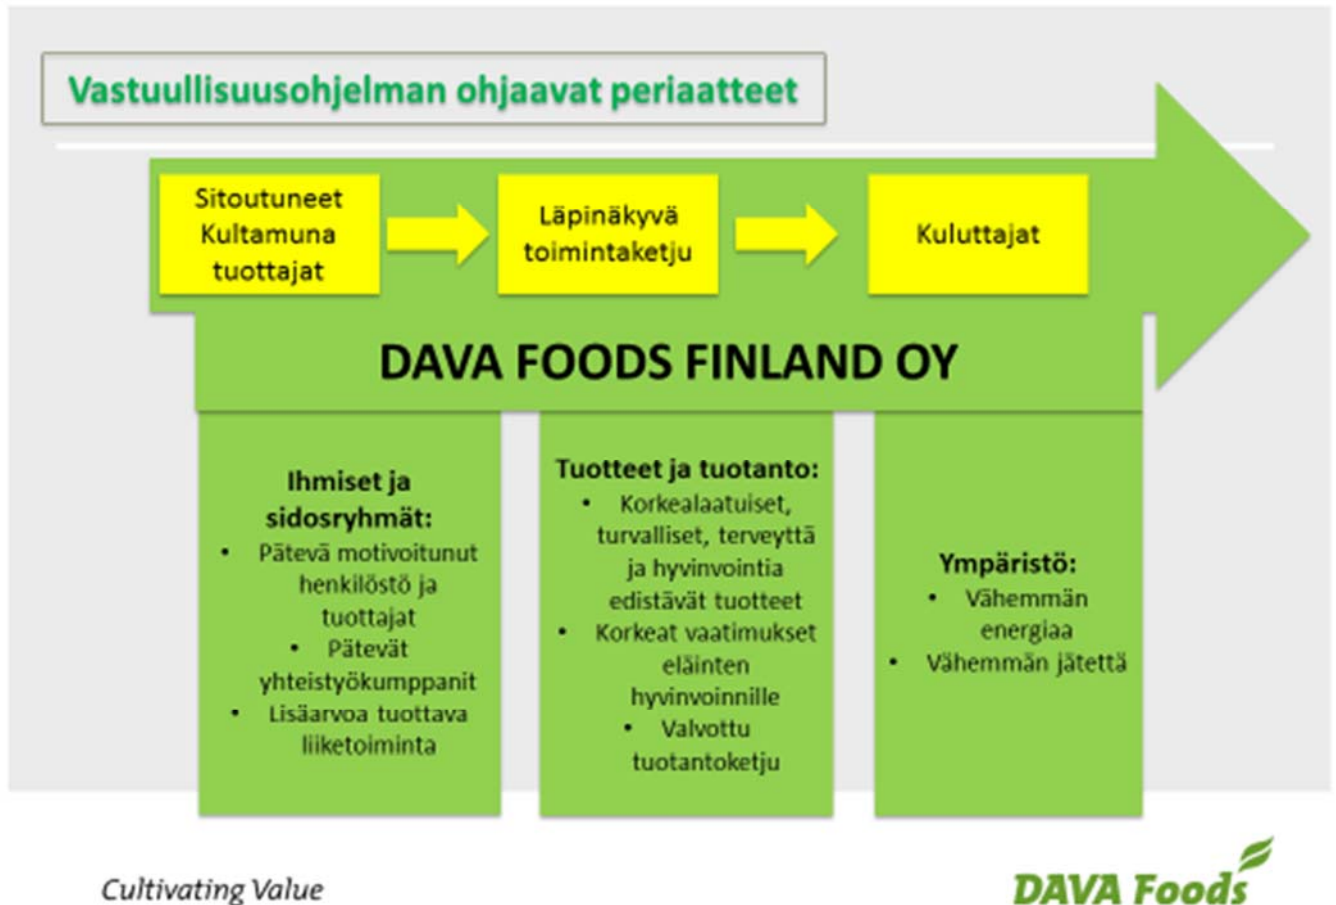 Vastuullisuusohjelman ohjaavat periaatteet
Sitoutuneet
Kultamuna
tuottajat
Läpinäkyvä
toimintaketju
Kuluttajat
DAVA FOODS FINLAND OY
Ihmiset ja
sidosryhmät:
• Pätevä motivoitunut
henkilöstö ja
tuottajat
• Pätevät
yhteistyökumppanit
• Lisäarvoa tuottava
liiketoiminta
Tuotteet ja tuotanto:
• Korkealaatuiset,
turvalliset, terveyttä
ja hyvinvointia
edistävät tuotteet
• Korkeat vaatimukset
eläinten
hyvinvoinnille
• Valvottu
tuotantoketju
Ympäristö:
• Vähemmän
energiaa
• Vähemmän jätettä
Cultivating Value
DAVA Foods